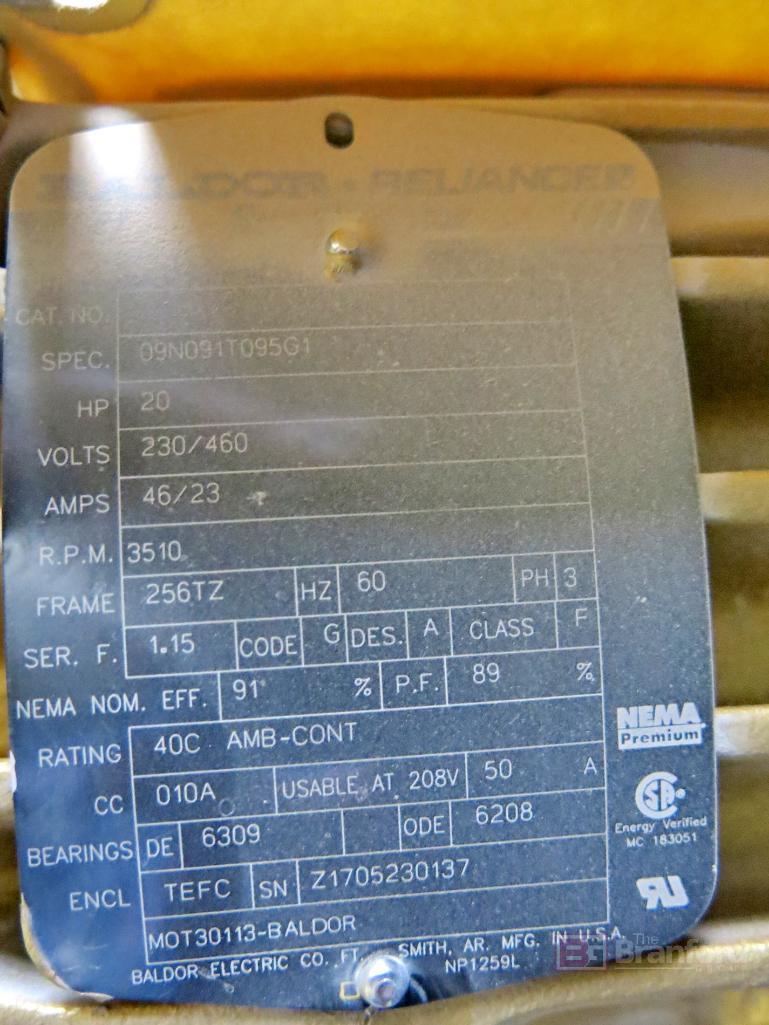 BALDOR • RELIANCER
CAT. NO.
SPEC. 09N091T095G1
HP 20
VOLTS 230/460
AMPS 46/23
R.P.M. 3510
FRAME 256TZ HZ 60 PH 3
SER. F. 1.15 CODE G DES. A CLASS F
NEMA NOM. EFF. 91 % P.F. 89 %
RATING 40C AMB-CONT
NEMA
Premium
CC 010A USABLE AT 208V 50 A
BEARINGS DE 6309 ODE 6208
Energy Verified
MC 183051
ENCL TEFC SN Z1705230137
MOT30113-BALDOR
BALDOR ELECTRIC CO. FT. SMITH, AR. MFG. IN U.S.A.
NP1259L
The
Branford
GROUP